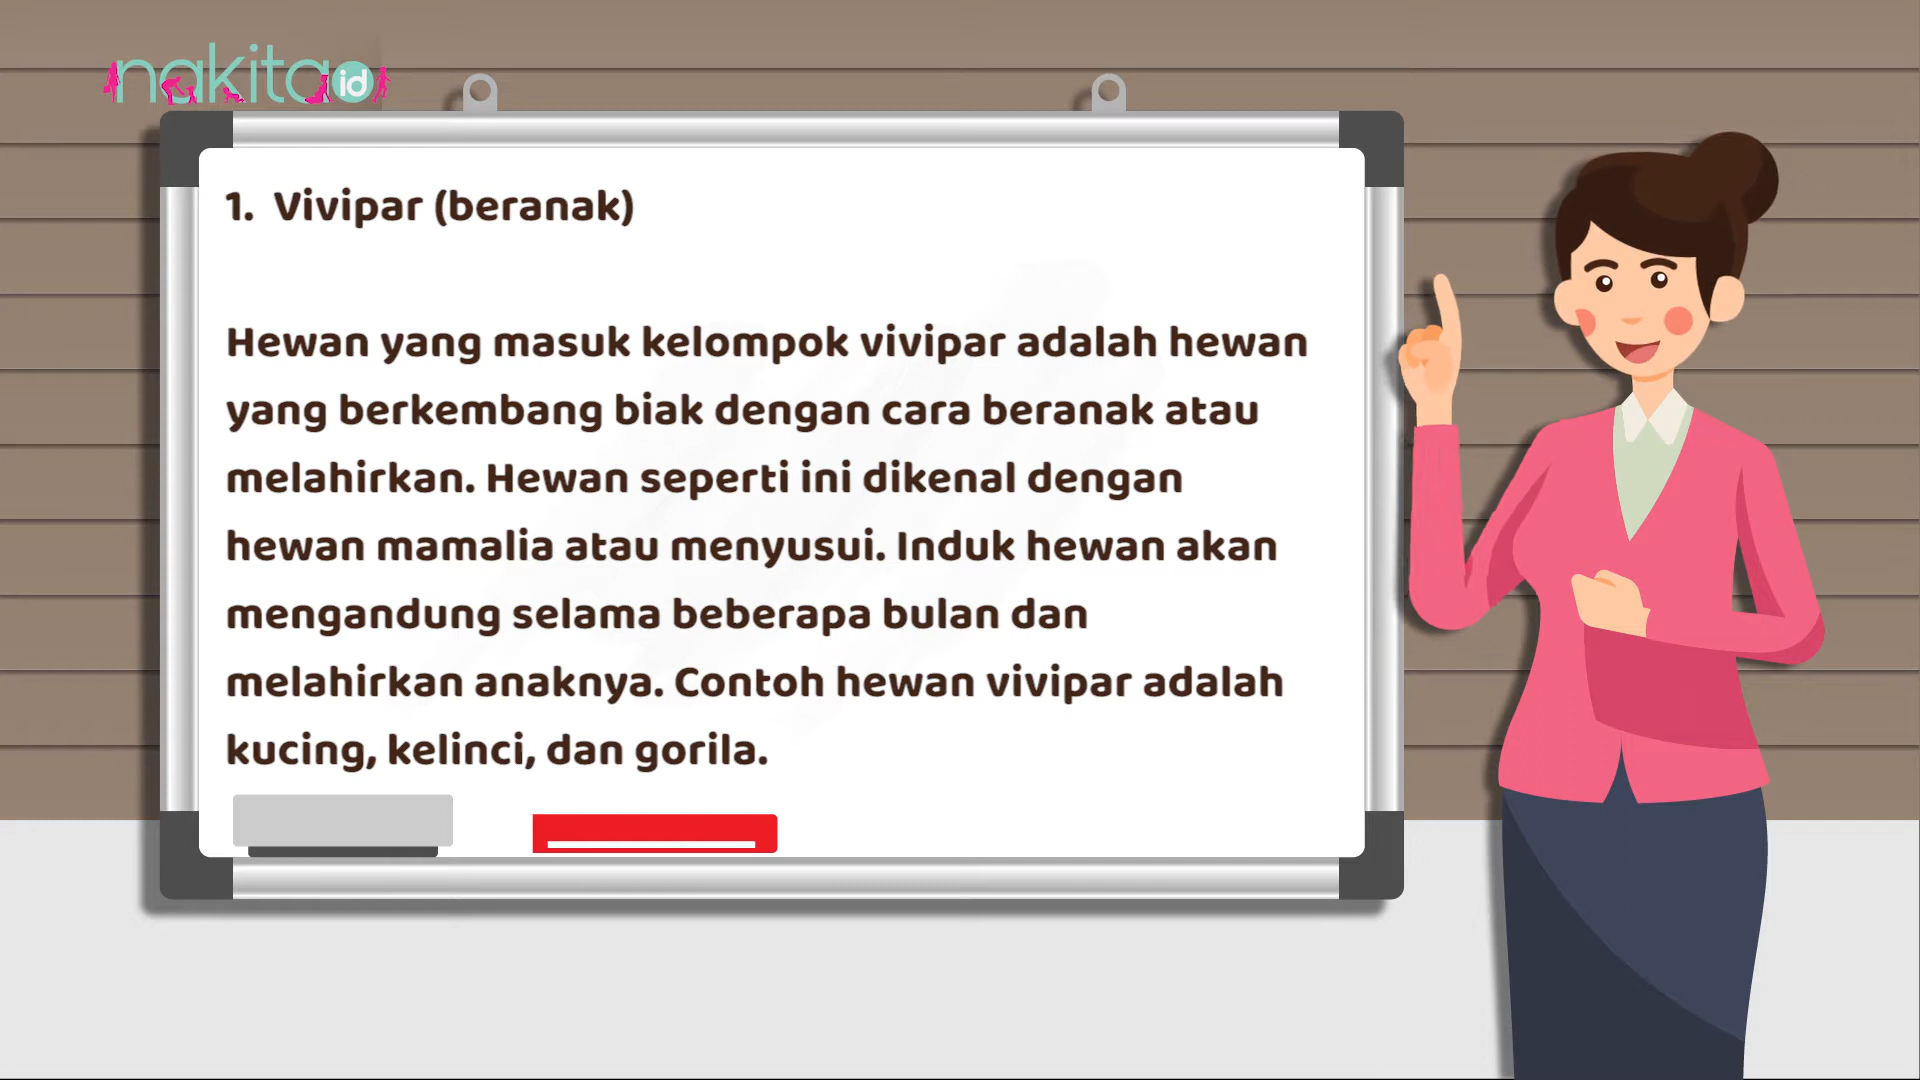 nakita id
1. Vivipar (beranak)
Hewan yang masuk kelompok vivipar adalah hewan
yang berkembang biak dengan cara beranak atau
melahirkan. Hewan seperti ini dikenal dengan
hewan mamalia atau menyusui. Induk hewan akan
mengandung selama beberapa bulan dan
melahirkan anaknya. Contoh hewan vivipar adalah
kucing, kelinci, dan gorila.